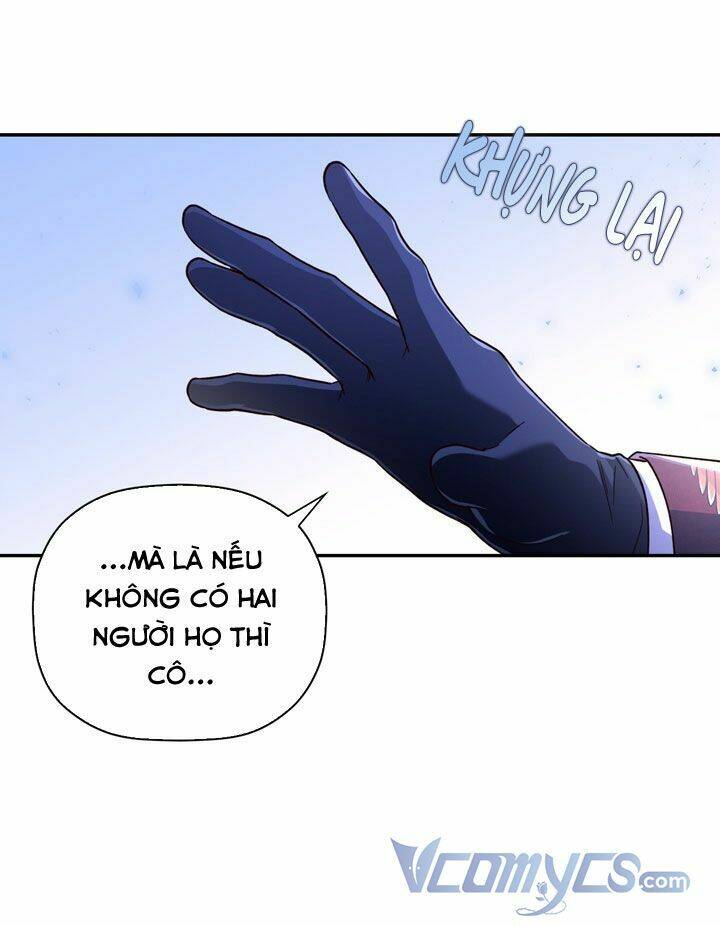 KHỰNG LẠI
...MÀ LÀ NẾU
KHÔNG CÓ HAI
NGƯỜI HỌ THÌ
CÔ...
VCOMYCS.com